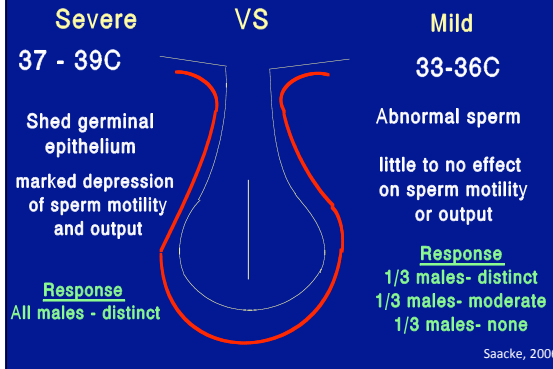 Severe
VS
Mild
37 - 39C
33-36C
Shed germinal
epithelium
marked depression
of sperm motility
and output
Response
All males - distinct
Abnormal sperm
little to no effect
on sperm motility
or output
Response
1/3 males- distinct
1/3 males- moderate
1/3 males- none
Saacke, 2006